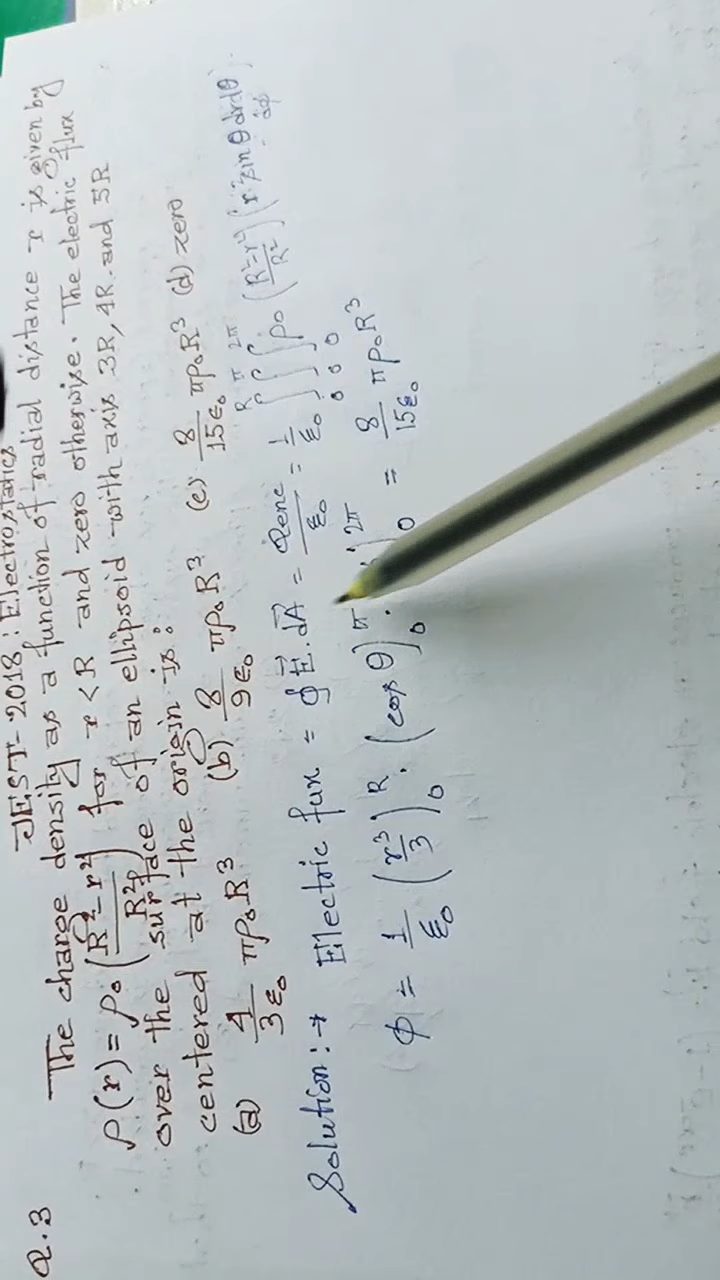 JEST-2018: Electrostatics
Q.3 The charge density as a function of radial distance r is given by
ρ(r) = ρ₀ (R²-r²/R²) for r<R and zero otherwise. The electric flux
over the surface of an ellipsoid with axis 3R, 4R and 5R
centered at the origin is:
(a) 4/3ε₀ πρ₀R³ (b) 8/9ε₀ πρ₀R³ (c) 8/15ε₀ πρ₀R³ (d) zero
Solution:→ Electric fux = ∮E⃗.dA⃗ = Qenc/ε₀ = 1/ε₀ ∫₀^R ∫₀^π ∫₀^2π ρ₀ (R²-r²/R²) (r² sinθ drdθ dφ)
φ = 1/ε₀ (r³/3)₀^R . (cosθ)₀^π . ₀^2π = 8/15ε₀ πρ₀R³